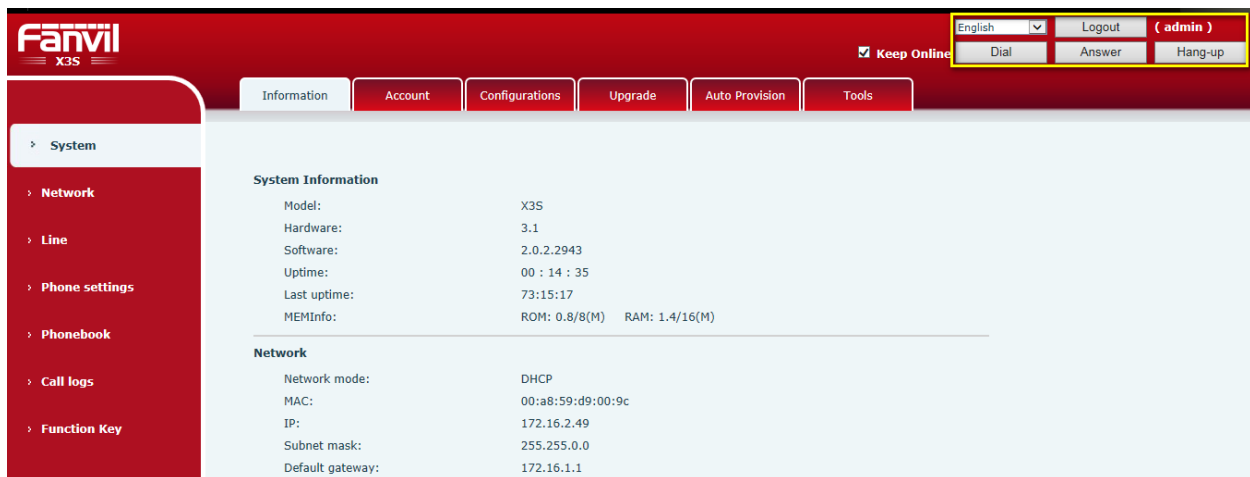 Fanvil
X3S
English Logout ( admin )
Keep Online Dial Answer Hang-up
Information Account Configurations Upgrade Auto Provision Tools
› System
› Network
› Line
› Phone settings
› Phonebook
› Call logs
› Function Key
System Information
Model: X3S
Hardware: 3.1
Software: 2.0.2.2943
Uptime: 00 : 14 : 35
Last uptime: 73:15:17
MEMInfo: ROM: 0.8/8(M) RAM: 1.4/16(M)
Network
Network mode: DHCP
MAC: 00:a8:59:d9:00:9c
IP: 172.16.2.49
Subnet mask: 255.255.0.0
Default gateway: 172.16.1.1